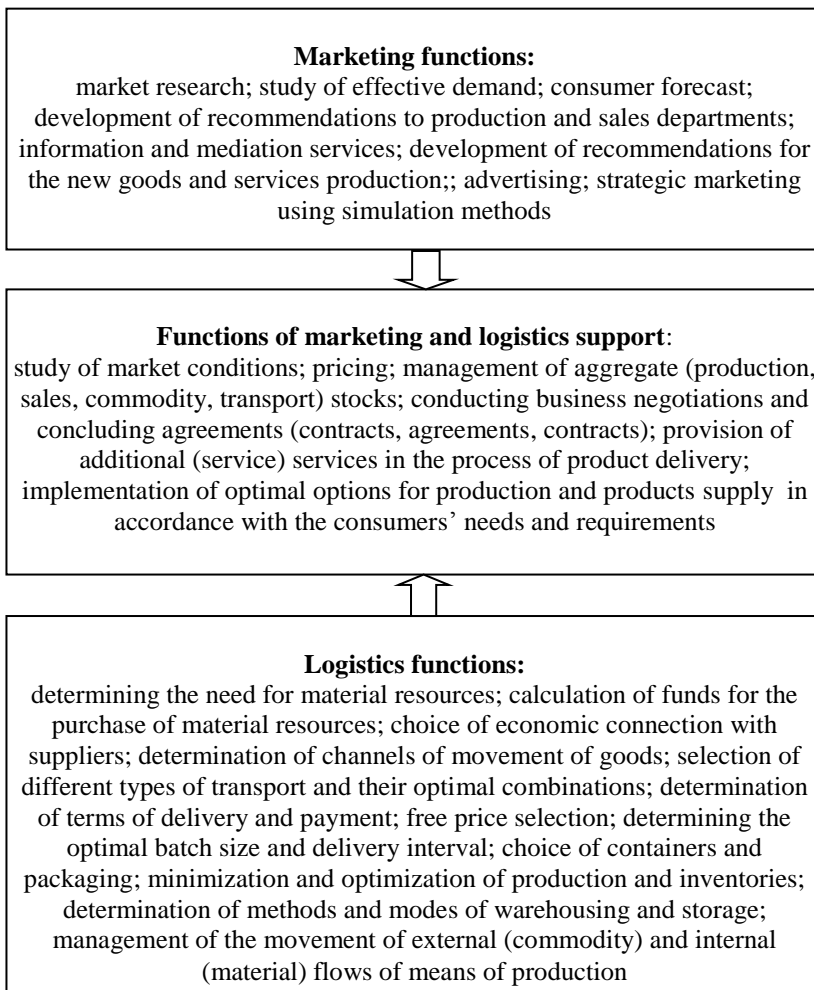 Marketing functions:
market research; study of effective demand; consumer forecast;
development of recommendations to production and sales departments;
information and mediation services; development of recommendations for
the new goods and services production;; advertising; strategic marketing
using simulation methods
Functions of marketing and logistics support:
study of market conditions; pricing; management of aggregate (production,
sales, commodity, transport) stocks; conducting business negotiations and
concluding agreements (contracts, agreements, contracts); provision of
additional (service) services in the process of product delivery;
implementation of optimal options for production and products supply in
accordance with the consumers’ needs and requirements
Logistics functions:
determining the need for material resources; calculation of funds for the
purchase of material resources; choice of economic connection with
suppliers; determination of channels of movement of goods; selection of
different types of transport and their optimal combinations; determination
of terms of delivery and payment; free price selection; determining the
optimal batch size and delivery interval; choice of containers and
packaging; minimization and optimization of production and inventories;
determination of methods and modes of warehousing and storage;
management of the movement of external (commodity) and internal
(material) flows of means of production